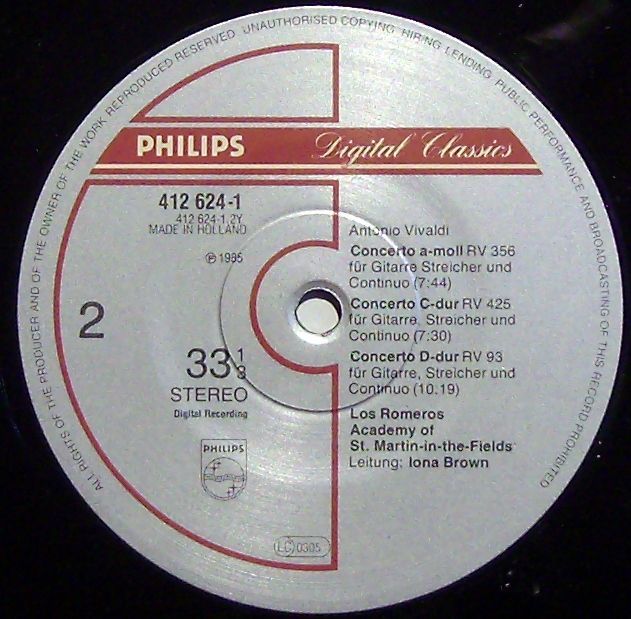 ALL RIGHTS OF THE PRODUCER AND OF THE OWNER OF THE WORK REPRODUCED RESERVED UNAUTHORISED COPYING HIRING LENDING PUBLIC PERFORMANCE AND BROADCASTING OF THIS RECORD PROHIBITED
PHILIPS Digital Classics
412 624-1
412 624-1.2Y
MADE IN HOLLAND
℗ 1985
2
33 1/3
STEREO
Digital Recording
PHILIPS
LC 0305
Antonio Vivaldi
Concerto a-moll RV 356
für Gitarre Streicher und
Continuo (7:44)
Concerto C-dur RV 425
für Gitarre, Streicher und
Continuo (7:30)
Concerto D-dur RV 93
für Gitarre, Streicher und
Continuo (10.19)
Los Romeros
Academy of
St. Martin-in-the-Fields
Leitung: Iona Brown